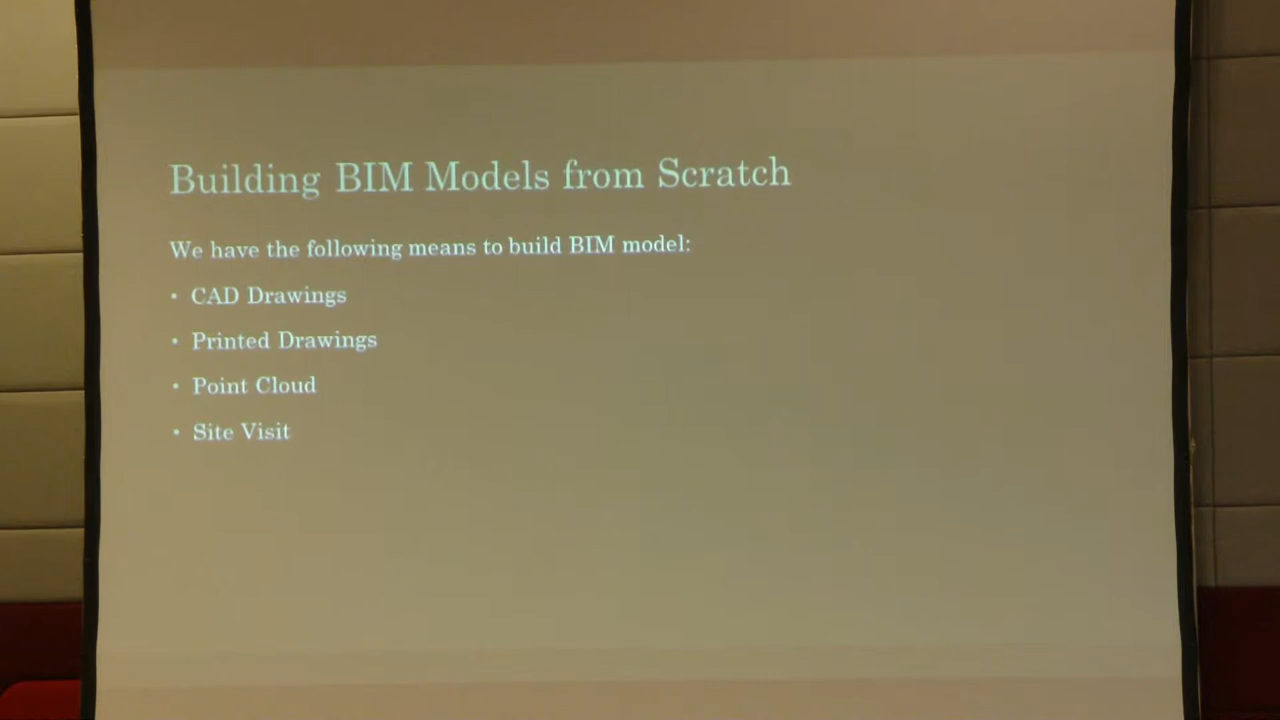 Building BIM Models from Scratch
We have the following means to build BIM model:
• CAD Drawings
• Printed Drawings
• Point Cloud
• Site Visit